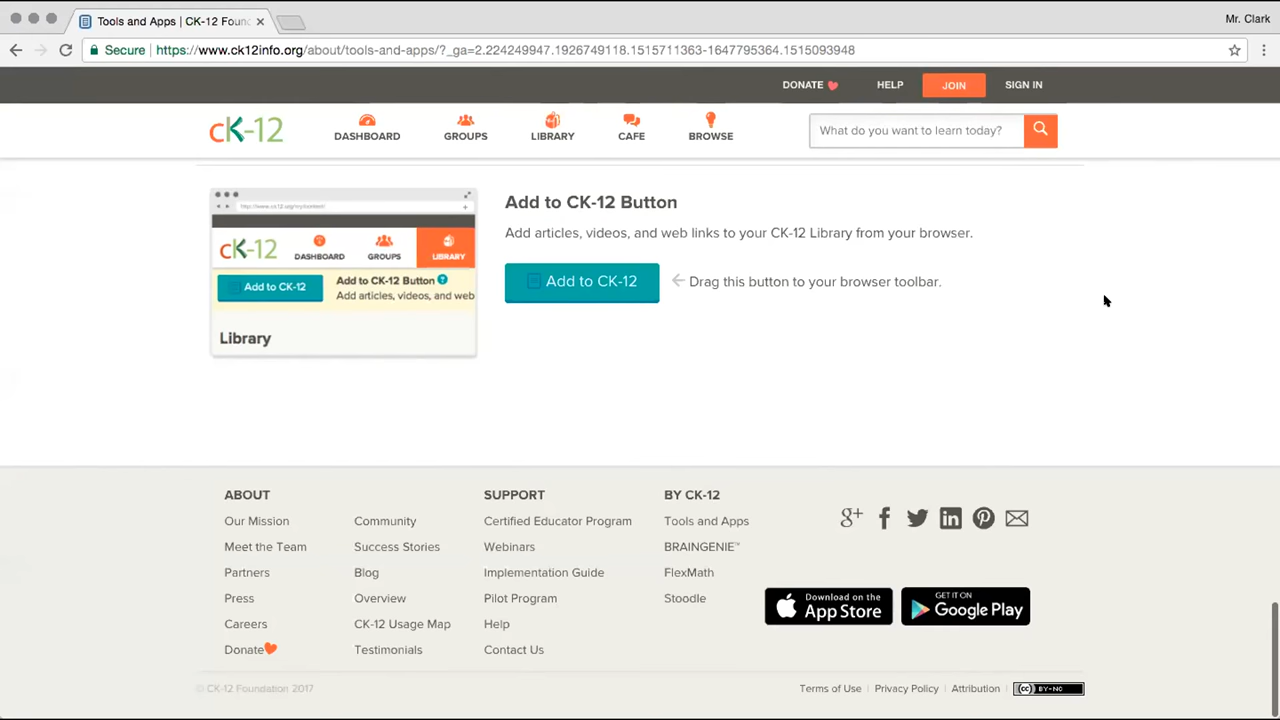 Tools and Apps | CK-12 Foun
Mr. Clark
Secure
https://www.ck12info.org/about/tools-and-apps/?_ga=2.224249947.1926749118.1515711363-1647795364.1515093948
DONATE
HELP
JOIN
SIGN IN
cK-12
DASHBOARD
GROUPS
LIBRARY
CAFE
BROWSE
What do you want to learn today?
cK-12
DASHBOARD
GROUPS
LIBRARY
Add to CK-12
Add to CK-12 Button
Add articles, videos, and web
Library
Add to CK-12 Button
Add articles, videos, and web links to your CK-12 Library from your browser.
Add to CK-12
Drag this button to your browser toolbar.
ABOUT
Our Mission
Meet the Team
Partners
Press
Careers
Donate
Community
Success Stories
Blog
Overview
CK-12 Usage Map
Testimonials
SUPPORT
Certified Educator Program
Webinars
Implementation Guide
Pilot Program
Help
Contact Us
BY CK-12
Tools and Apps
BRAINGENIE™
FlexMath
Stoodle
Download on the
App Store
GET IT ON
Google Play
© CK-12 Foundation 2017
Terms of Use | Privacy Policy | Attribution |
cc BY-NC